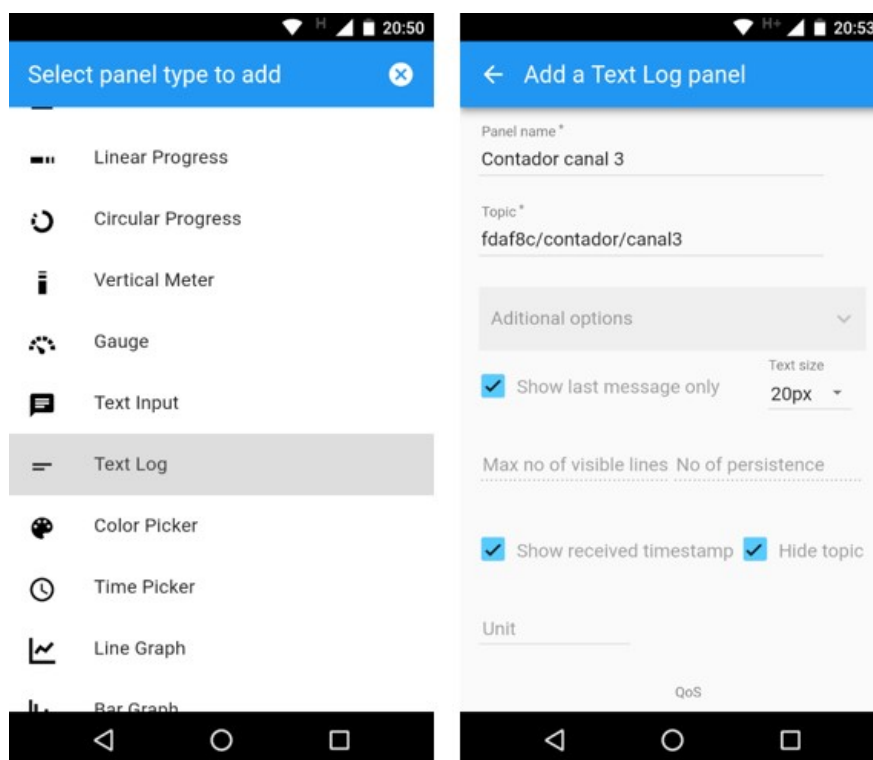 H 20:50
Select panel type to add
Linear Progress
Circular Progress
Vertical Meter
Gauge
Text Input
Text Log
Color Picker
Time Picker
Line Graph
Bar Graph
H+ 20:53
Add a Text Log panel
Panel name *
Contador canal 3
Topic *
fdaf8c/contador/canal3
Aditional options
Show last message only
Text size
20px
Max no of visible lines No of persistence
Show received timestamp Hide topic
Unit
QoS